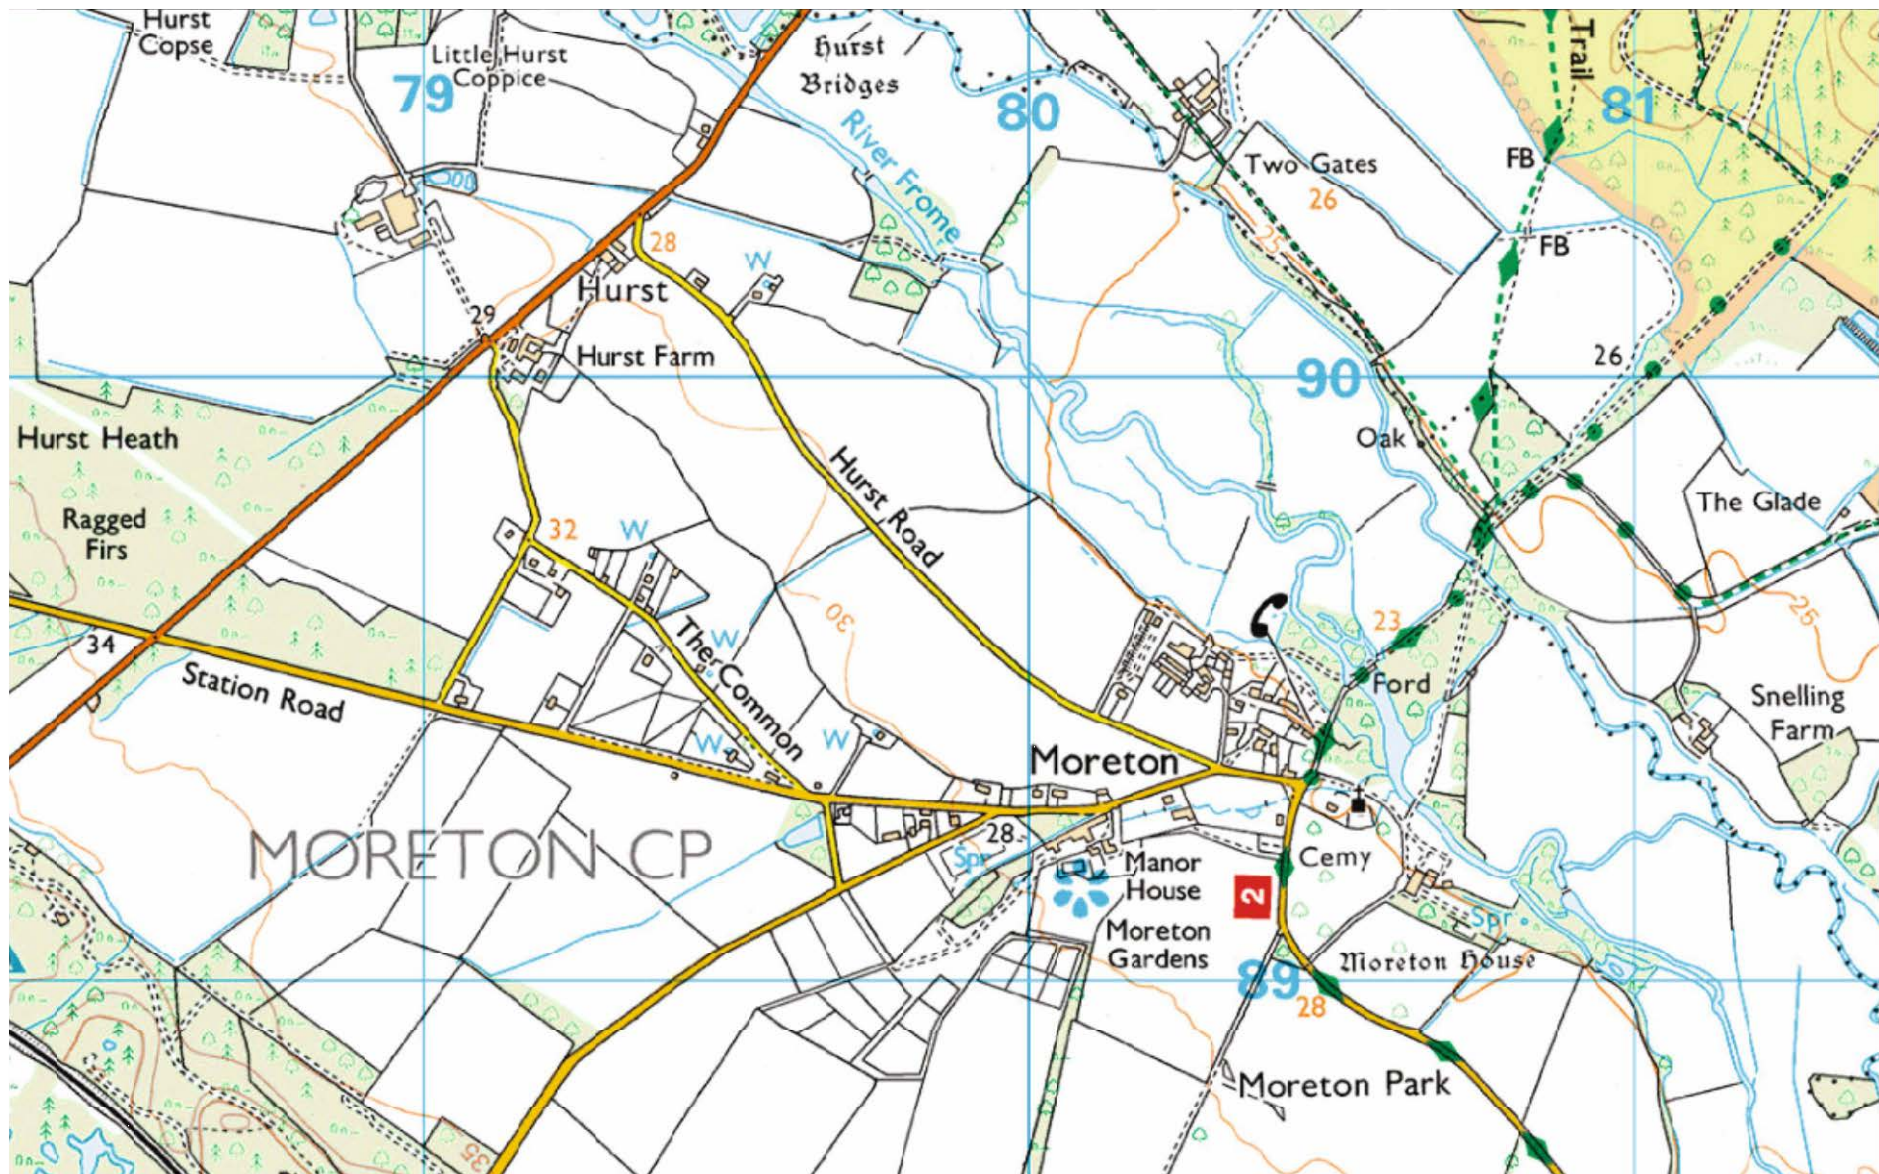 Hurst
Copse
Little Hurst
Coppice
79
Hurst
Bridges
River Frome
80
Trail
81
FB
Two Gates
26
25
FB
28
W
Hurst
29
Hurst Farm
90
26
Hurst Heath
Oak
Hurst Road
The Glade
Ragged
Firs
32
W
30
23
25
34
Station Road
The Common
W
W
W
Ford
Snelling
Farm
Moreton
MORETON CP
28
Spr
Manor
House
Cemy
2
Moreton
Gardens
Spr
Moreton House
89
28
Moreton Park
35